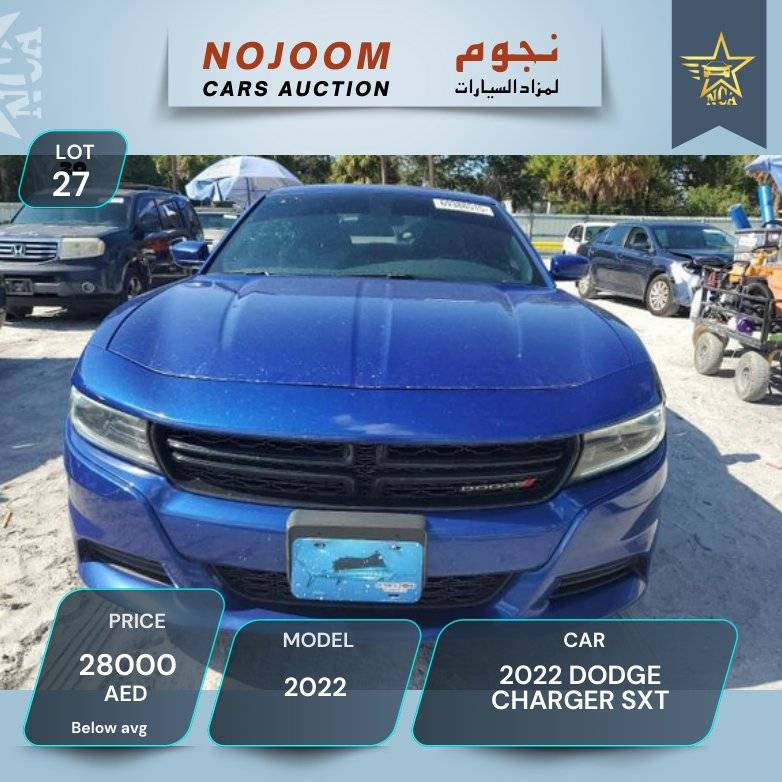 NOJOOM
CARS AUCTION
نجوم
لمزاد السيارات
NCA
NCA
LOT
27
DODGE
PRICE
28000
AED
Below avg
MODEL
2022
CAR
2022 DODGE
CHARGER SXT